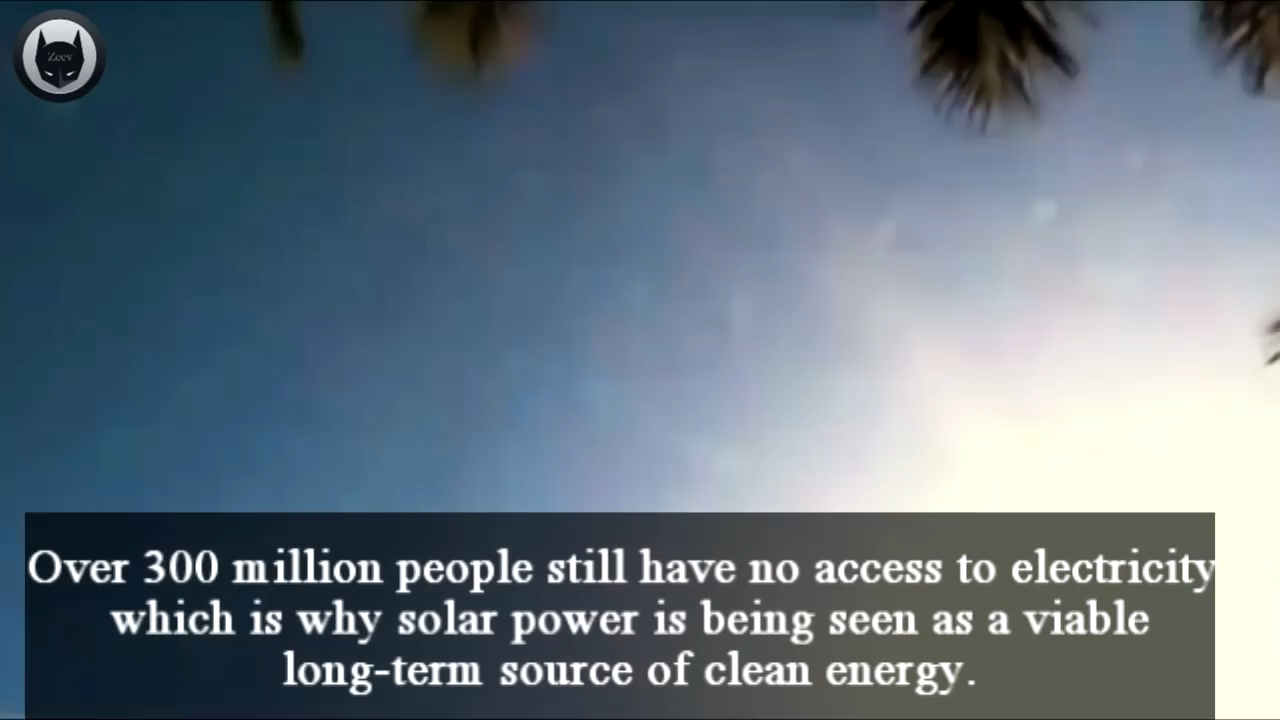 Zeev
Over 300 million people still have no access to electricity
which is why solar power is being seen as a viable
long-term source of clean energy.